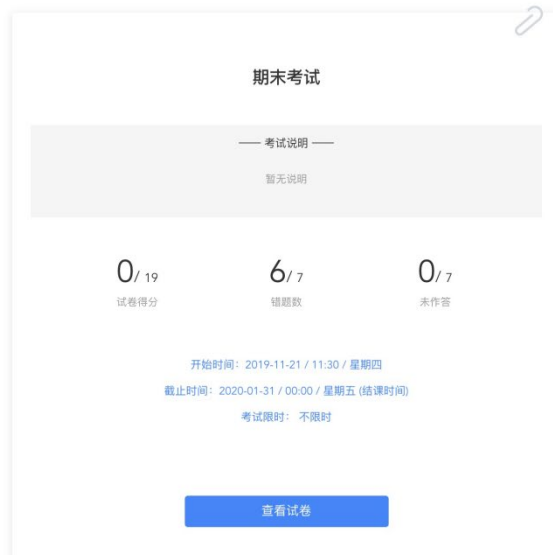 期末考试
—— 考试说明 ——
暂无说明
0/ 19
6/ 7
0/ 7
试卷得分
错题数
未作答
开始时间：2019-11-21 / 11:30 / 星期四
截止时间：2020-01-31 / 00:00 / 星期五 (结课时间)
考试限时： 不限时
查看试卷